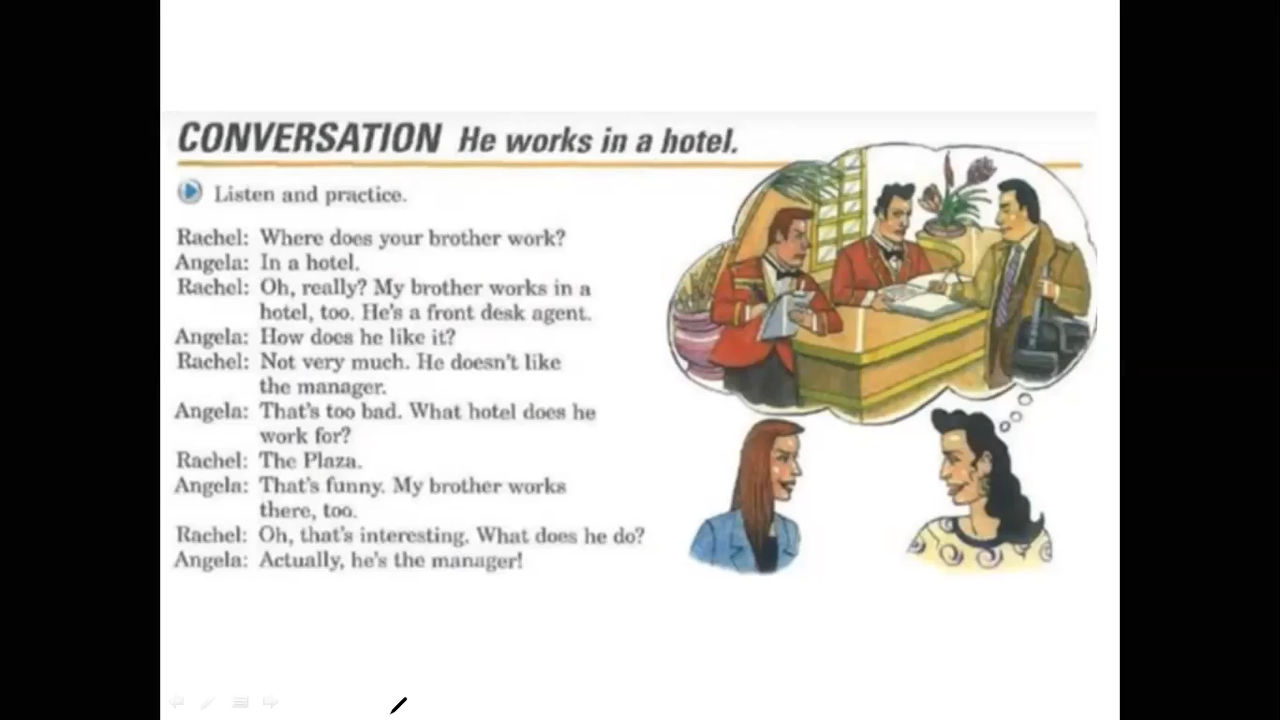 CONVERSATION He works in a hotel.
Listen and practice.
Rachel: Where does your brother work?
Angela: In a hotel.
Rachel: Oh, really? My brother works in a
hotel, too. He's a front desk agent.
Angela: How does he like it?
Rachel: Not very much. He doesn't like
the manager.
Angela: That's too bad. What hotel does he
work for?
Rachel: The Plaza.
Angela: That's funny. My brother works
there, too.
Rachel: Oh, that's interesting. What does he do?
Angela: Actually, he's the manager!